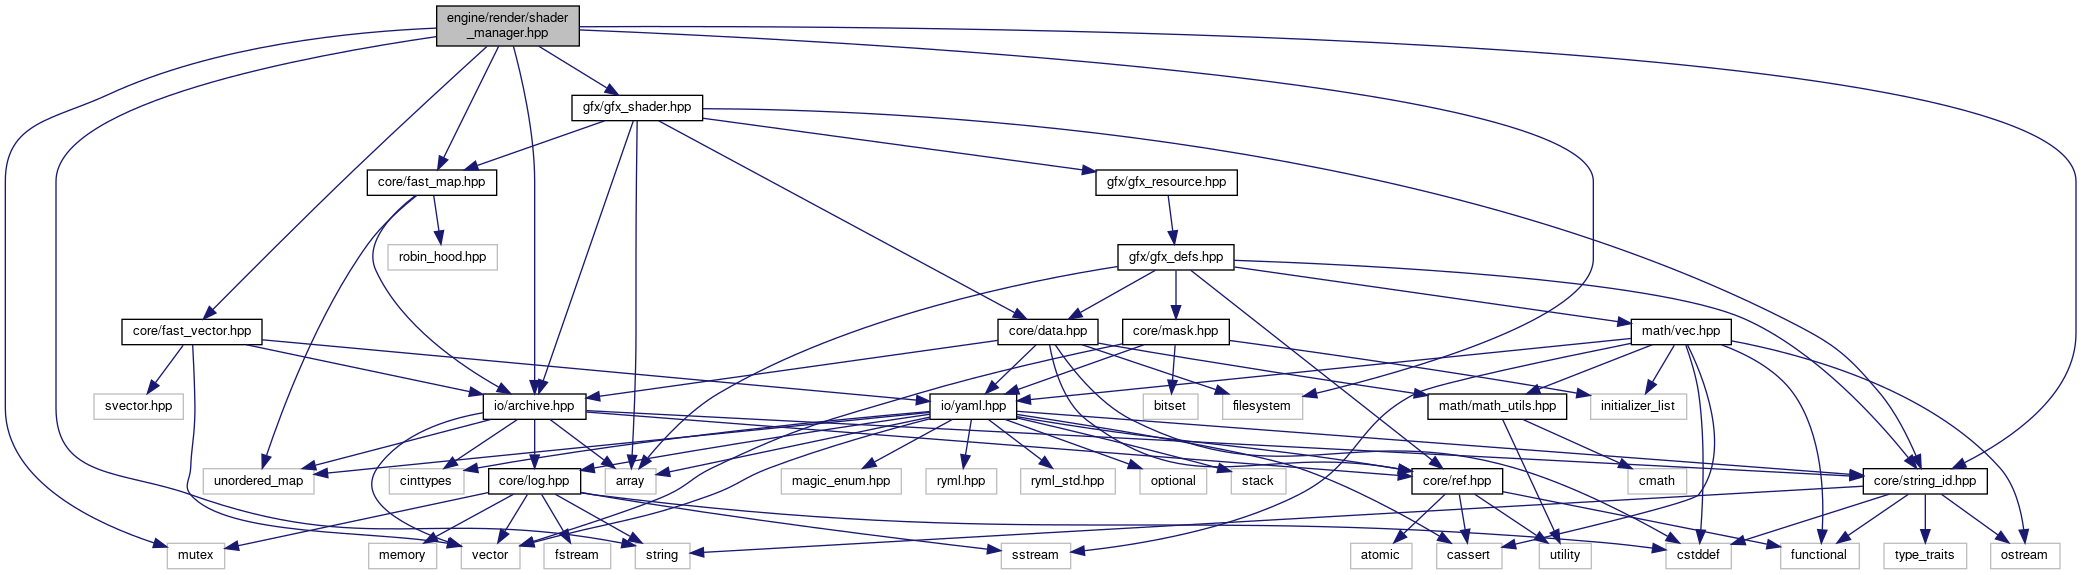 engine/render/shader
_manager.hpp
gfx/gfx_shader.hpp
core/fast_map.hpp
gfx/gfx_resource.hpp
robin_hood.hpp
gfx/gfx_defs.hpp
core/fast_vector.hpp
core/data.hpp
core/mask.hpp
math/vec.hpp
svector.hpp
io/archive.hpp
io/yaml.hpp
bitset
filesystem
math/math_utils.hpp
initializer_list
unordered_map
cinttypes
core/log.hpp
array
magic_enum.hpp
ryml.hpp
ryml_std.hpp
optional
stack
core/ref.hpp
cmath
core/string_id.hpp
mutex
memory
vector
fstream
string
sstream
atomic
cassert
utility
cstddef
functional
type_traits
ostream